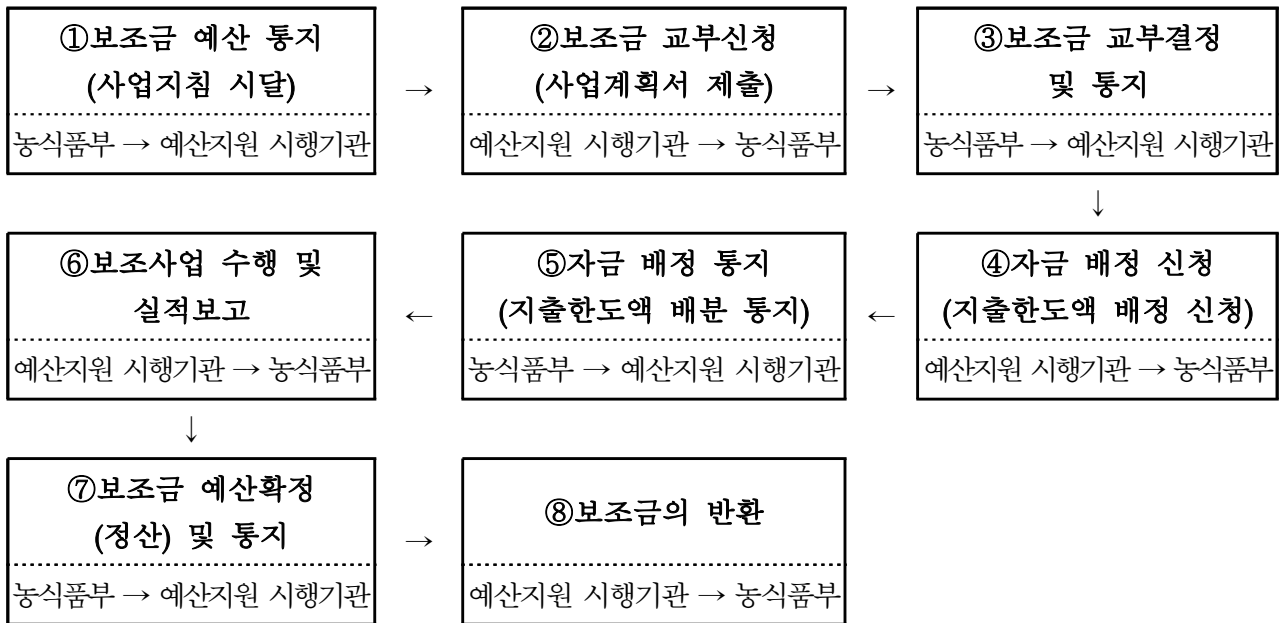 ①보조금 예산 통지
(사업지침 시달)
농식품부 → 예산지원 시행기관
→
②보조금 교부신청
(사업계획서 제출)
예산지원 시행기관 → 농식품부
→
③보조금 교부결정
및 통지
농식품부 → 예산지원 시행기관
↓
④자금 배정 신청
(지출한도액 배정 신청)
예산지원 시행기관 → 농식품부
←
⑤자금 배정 통지
(지출한도액 배분 통지)
농식품부 → 예산지원 시행기관
←
⑥보조사업 수행 및
실적보고
예산지원 시행기관 → 농식품부
↓
⑦보조금 예산확정
(정산) 및 통지
농식품부 → 예산지원 시행기관
→
⑧보조금의 반환
예산지원 시행기관 → 농식품부